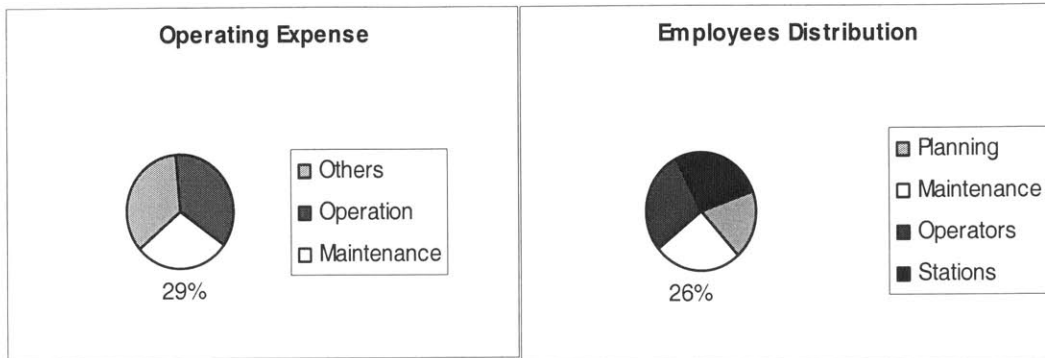 Operating Expense
Others
Operation
Maintenance
29%
Employees Distribution
Planning
Maintenance
Operators
Stations
26%